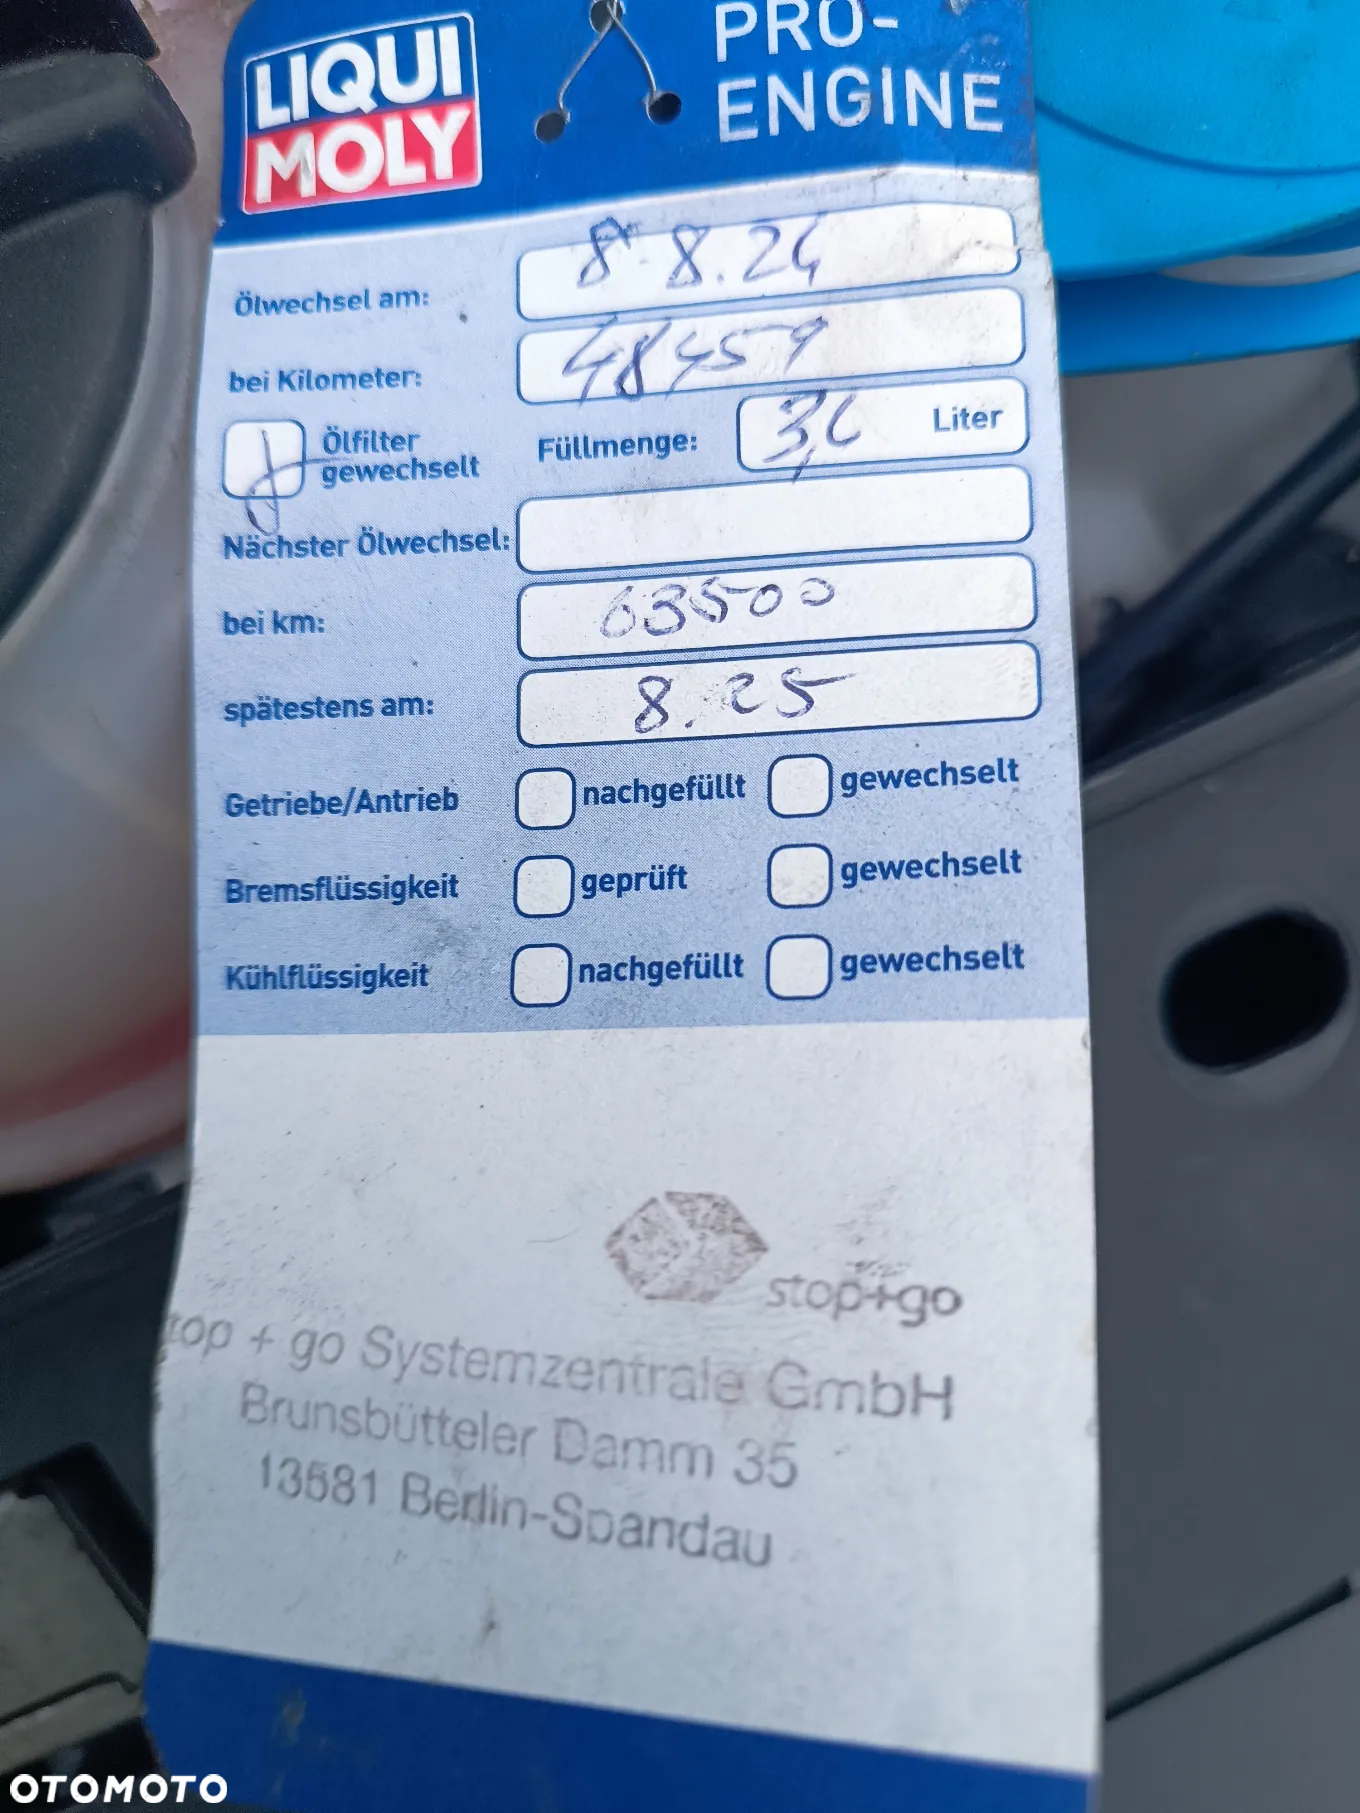 LIQUI
MOLY
PRO-
ENGINE
Ölwechsel am: 8.8.24
bei Kilometer: 48459
Ölfilter
gewechselt
Füllmenge: 3,6 Liter
Nächster Ölwechsel:
bei km: 63500
spätestens am: 8.25
Getriebe/Antrieb nachgefüllt gewechselt
Bremsflüssigkeit geprüft gewechselt
Kühlflüssigkeit nachgefüllt gewechselt
stop+go
top + go Systemzentrale GmbH
Brunsbütteler Damm 35
13581 Berlin-Spandau
OTOMOTO